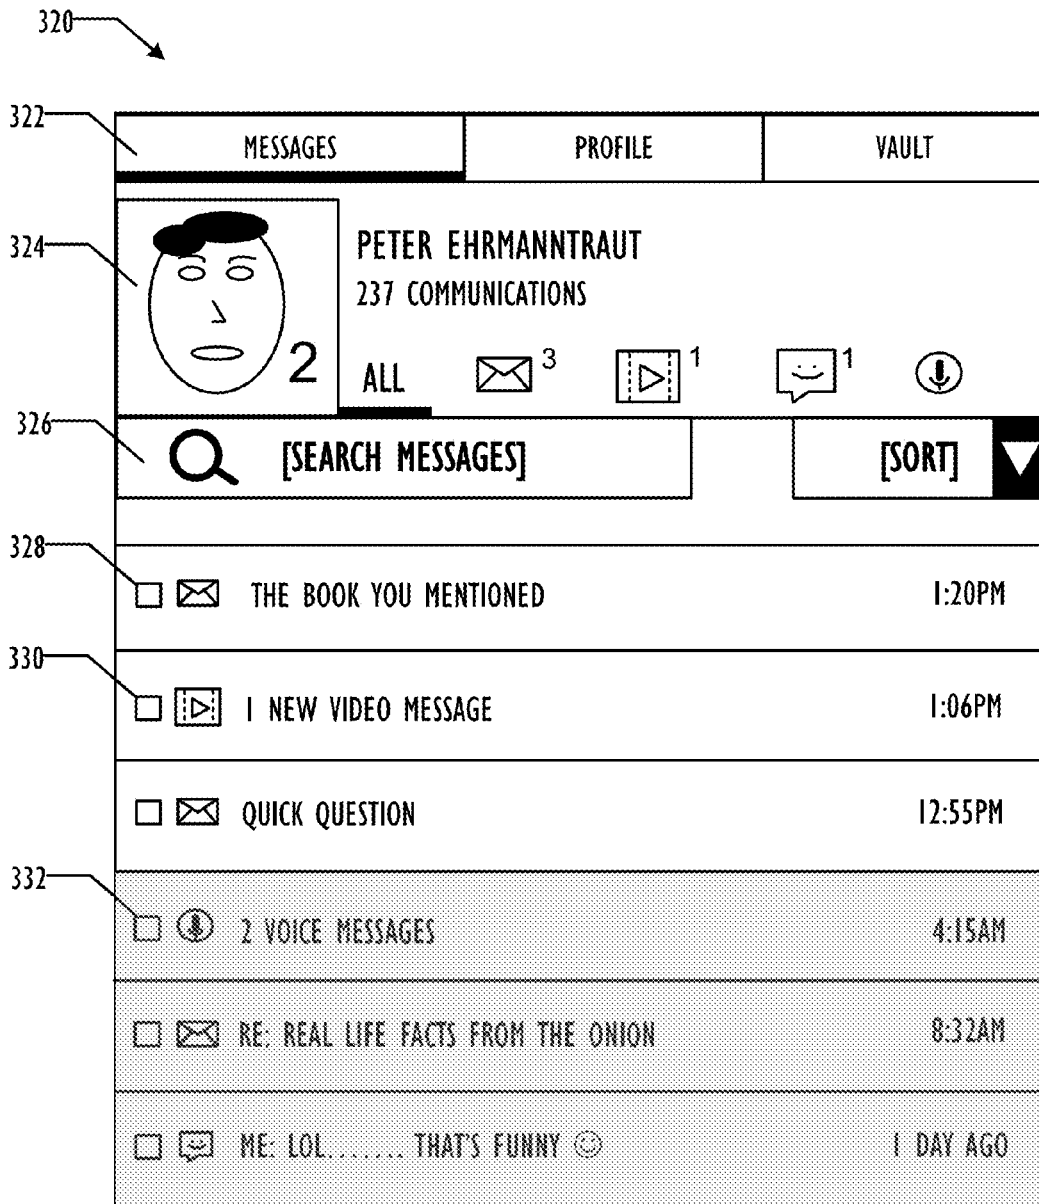 320
322
MESSAGES PROFILE VAULT
324
PETER EHRMANNTRAUT
237 COMMUNICATIONS
2 ALL 3 1 1
326
[SEARCH MESSAGES] [SORT]
328
THE BOOK YOU MENTIONED 1:20PM
330
1 NEW VIDEO MESSAGE 1:06PM
QUICK QUESTION 12:55PM
332
2 VOICE MESSAGES 4:15AM
RE: REAL LIFE FACTS FROM THE ONION 8:32AM
ME: LOL....... THAT'S FUNNY ☺ 1 DAY AGO